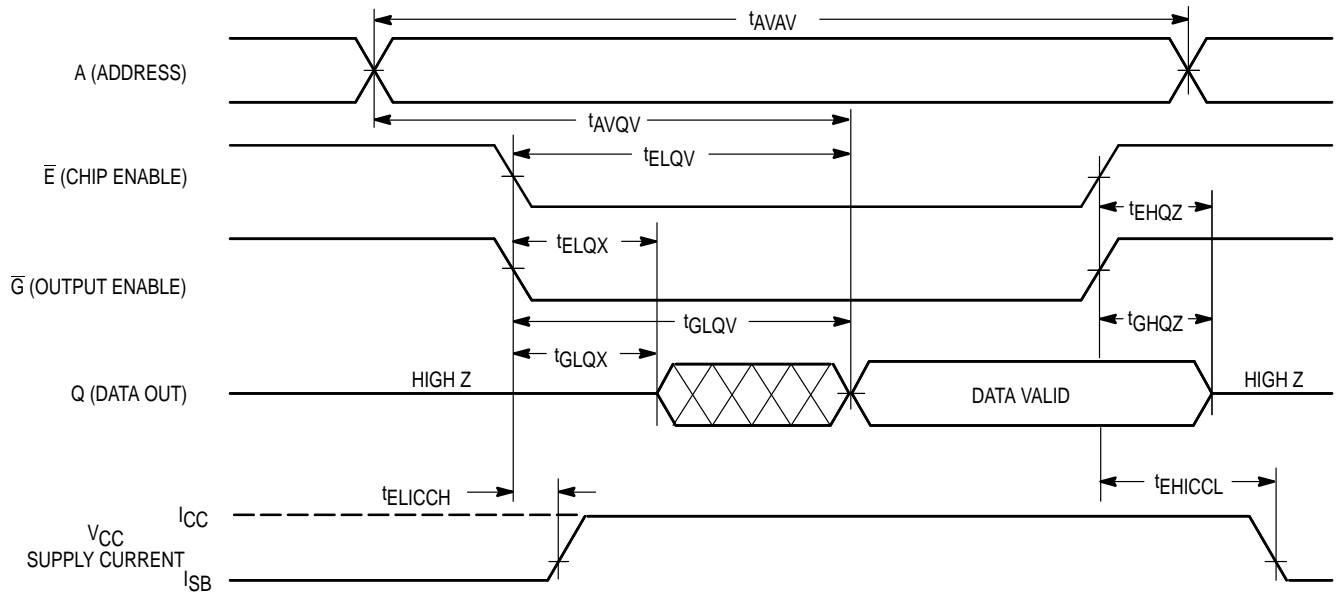 tAVAV
A (ADDRESS)
tAVQV
tELQV
E̅ (CHIP ENABLE)
tEHQZ
tELQX
G̅ (OUTPUT ENABLE)
tGLQV
tGHQZ
tGLQX
HIGH Z
Q (DATA OUT)
DATA VALID
HIGH Z
tELICCH
tEHICCL
ICC
VCC
SUPPLY CURRENT
ISB